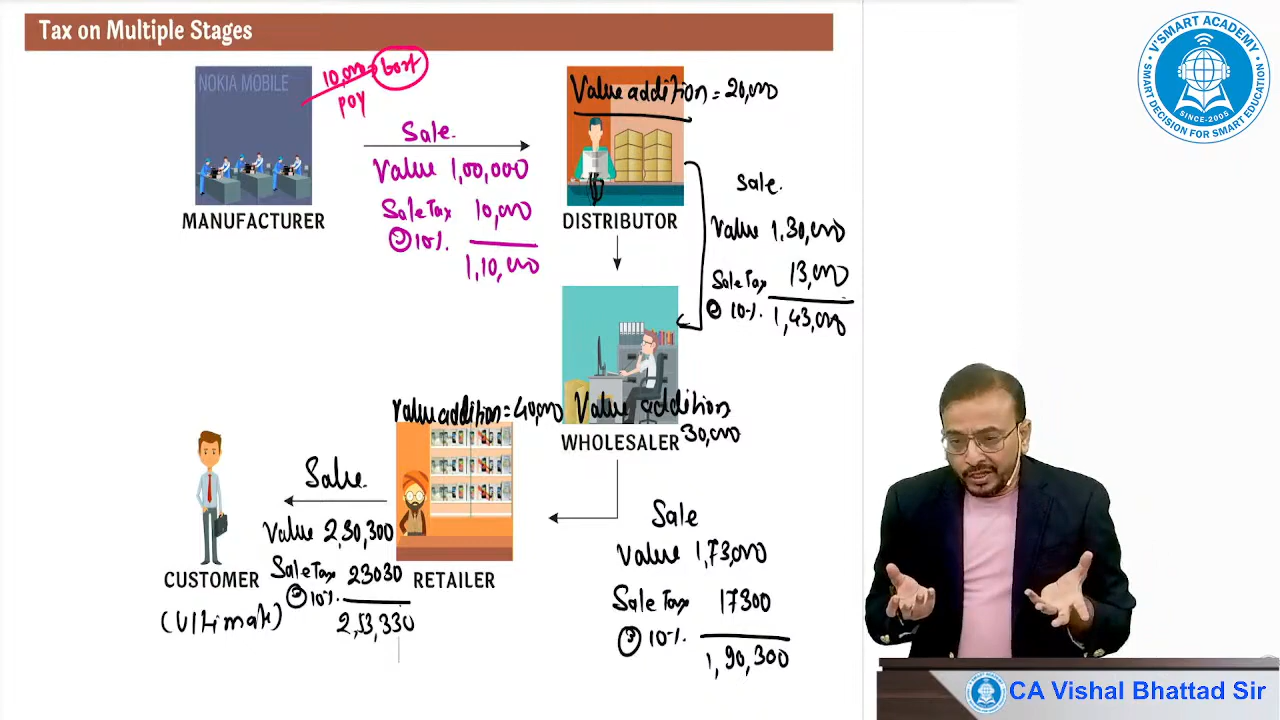 Tax on Multiple Stages
V'SMART ACADEMY
SINCE-2005
SMART DECISION FOR SMART EDUCATION
NOKIA MOBILE
10,000
Govt
pay
MANUFACTURER
Sale.
Value 1,00,000
Sale Tax 10,000
@ 10%.
1,10,000
Value addition = 20,000
DISTRIBUTOR
Sale.
Value 1,30,000
Sale Tax 13,000
@ 10%.
1,43,000
Value addition
30,000
WHOLESALER
Sale
Value 1,73,000
Sale Tax 17300
@ 10%.
1,90,300
Value addition = 40,000
RETAILER
Sale.
Value 2,30,300
Sale Tax 23030
@ 10%.
2,53,330
CUSTOMER
(Ultimate)
CA Vishal Bhattad Sir